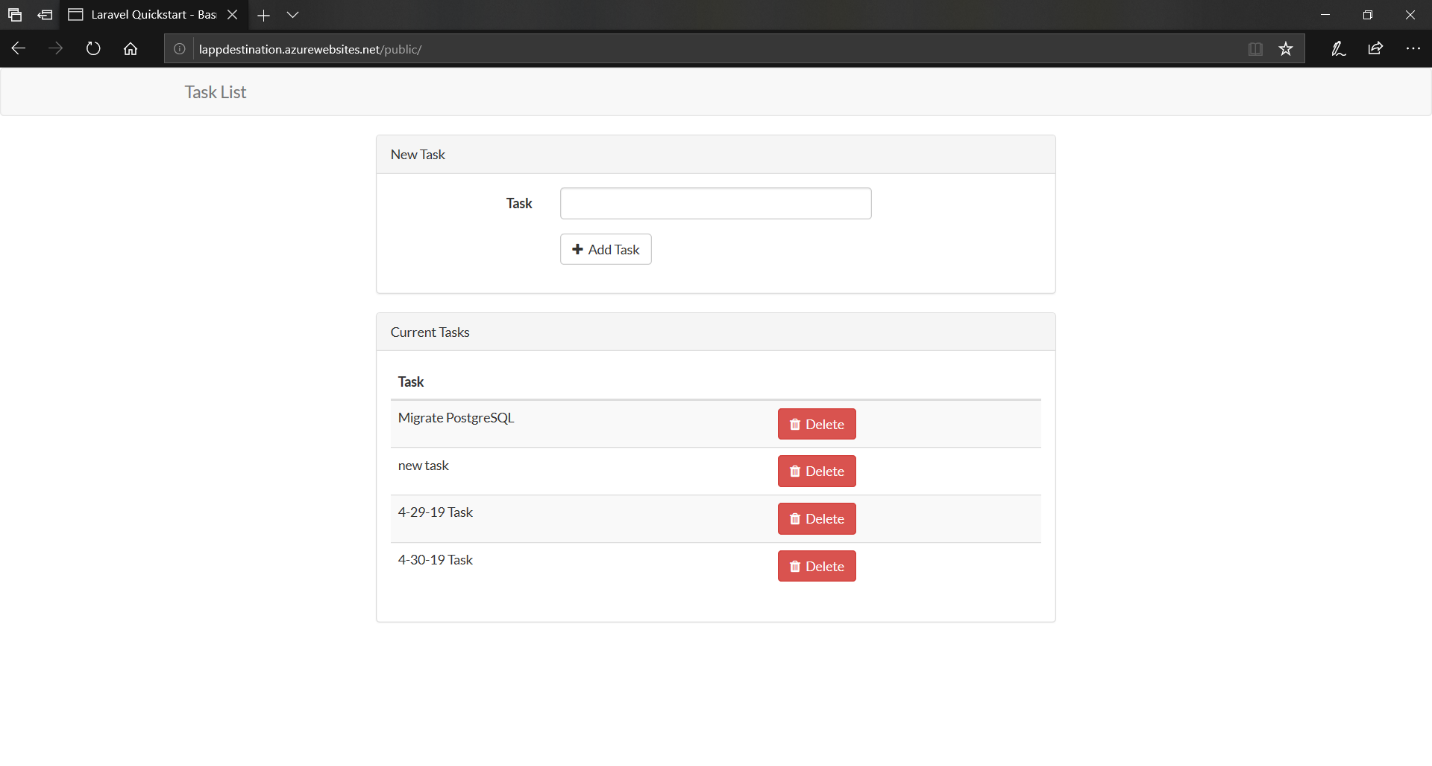 Laravel Quickstart - Bas
lappdestination.azurewebsites.net/public/
Task List
New Task
Task
Add Task
Current Tasks
Task
Migrate PostgreSQL
Delete
new task
Delete
4-29-19 Task
Delete
4-30-19 Task
Delete